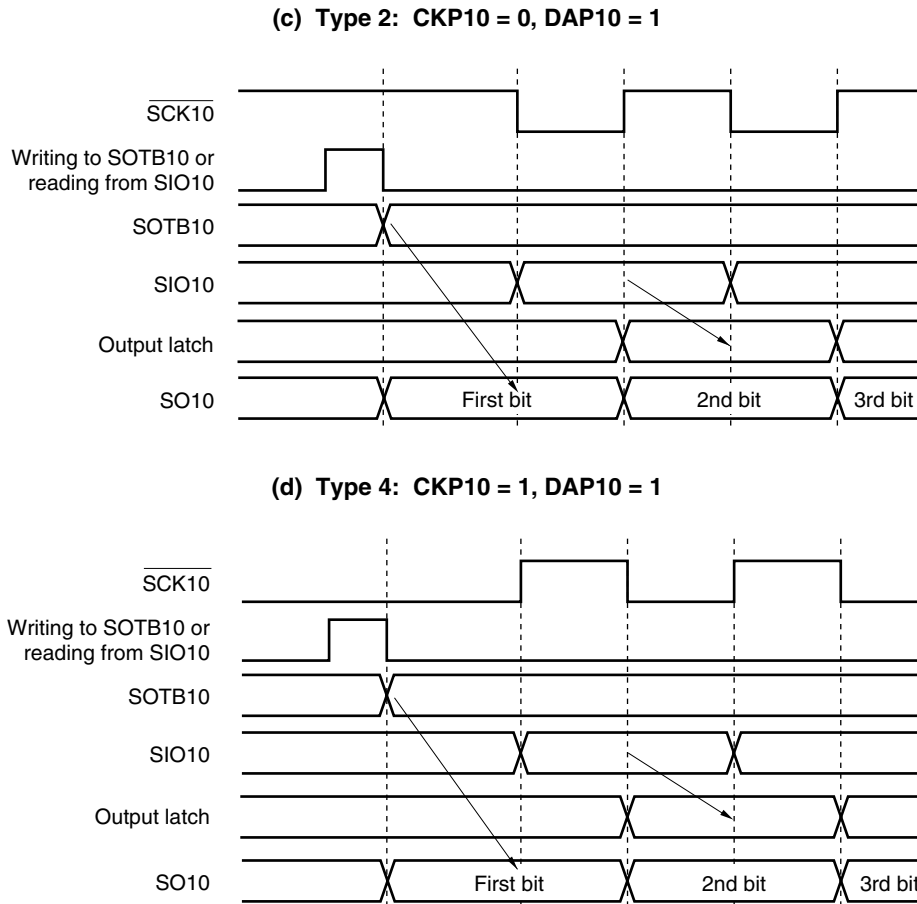 (c) Type 2: CKP10 = 0, DAP10 = 1
SCK10
Writing to SOTB10 or
reading from SIO10
SOTB10
SIO10
Output latch
SO10
First bit
2nd bit
3rd bit
(d) Type 4: CKP10 = 1, DAP10 = 1
SCK10
Writing to SOTB10 or
reading from SIO10
SOTB10
SIO10
Output latch
SO10
First bit
2nd bit
3rd bit